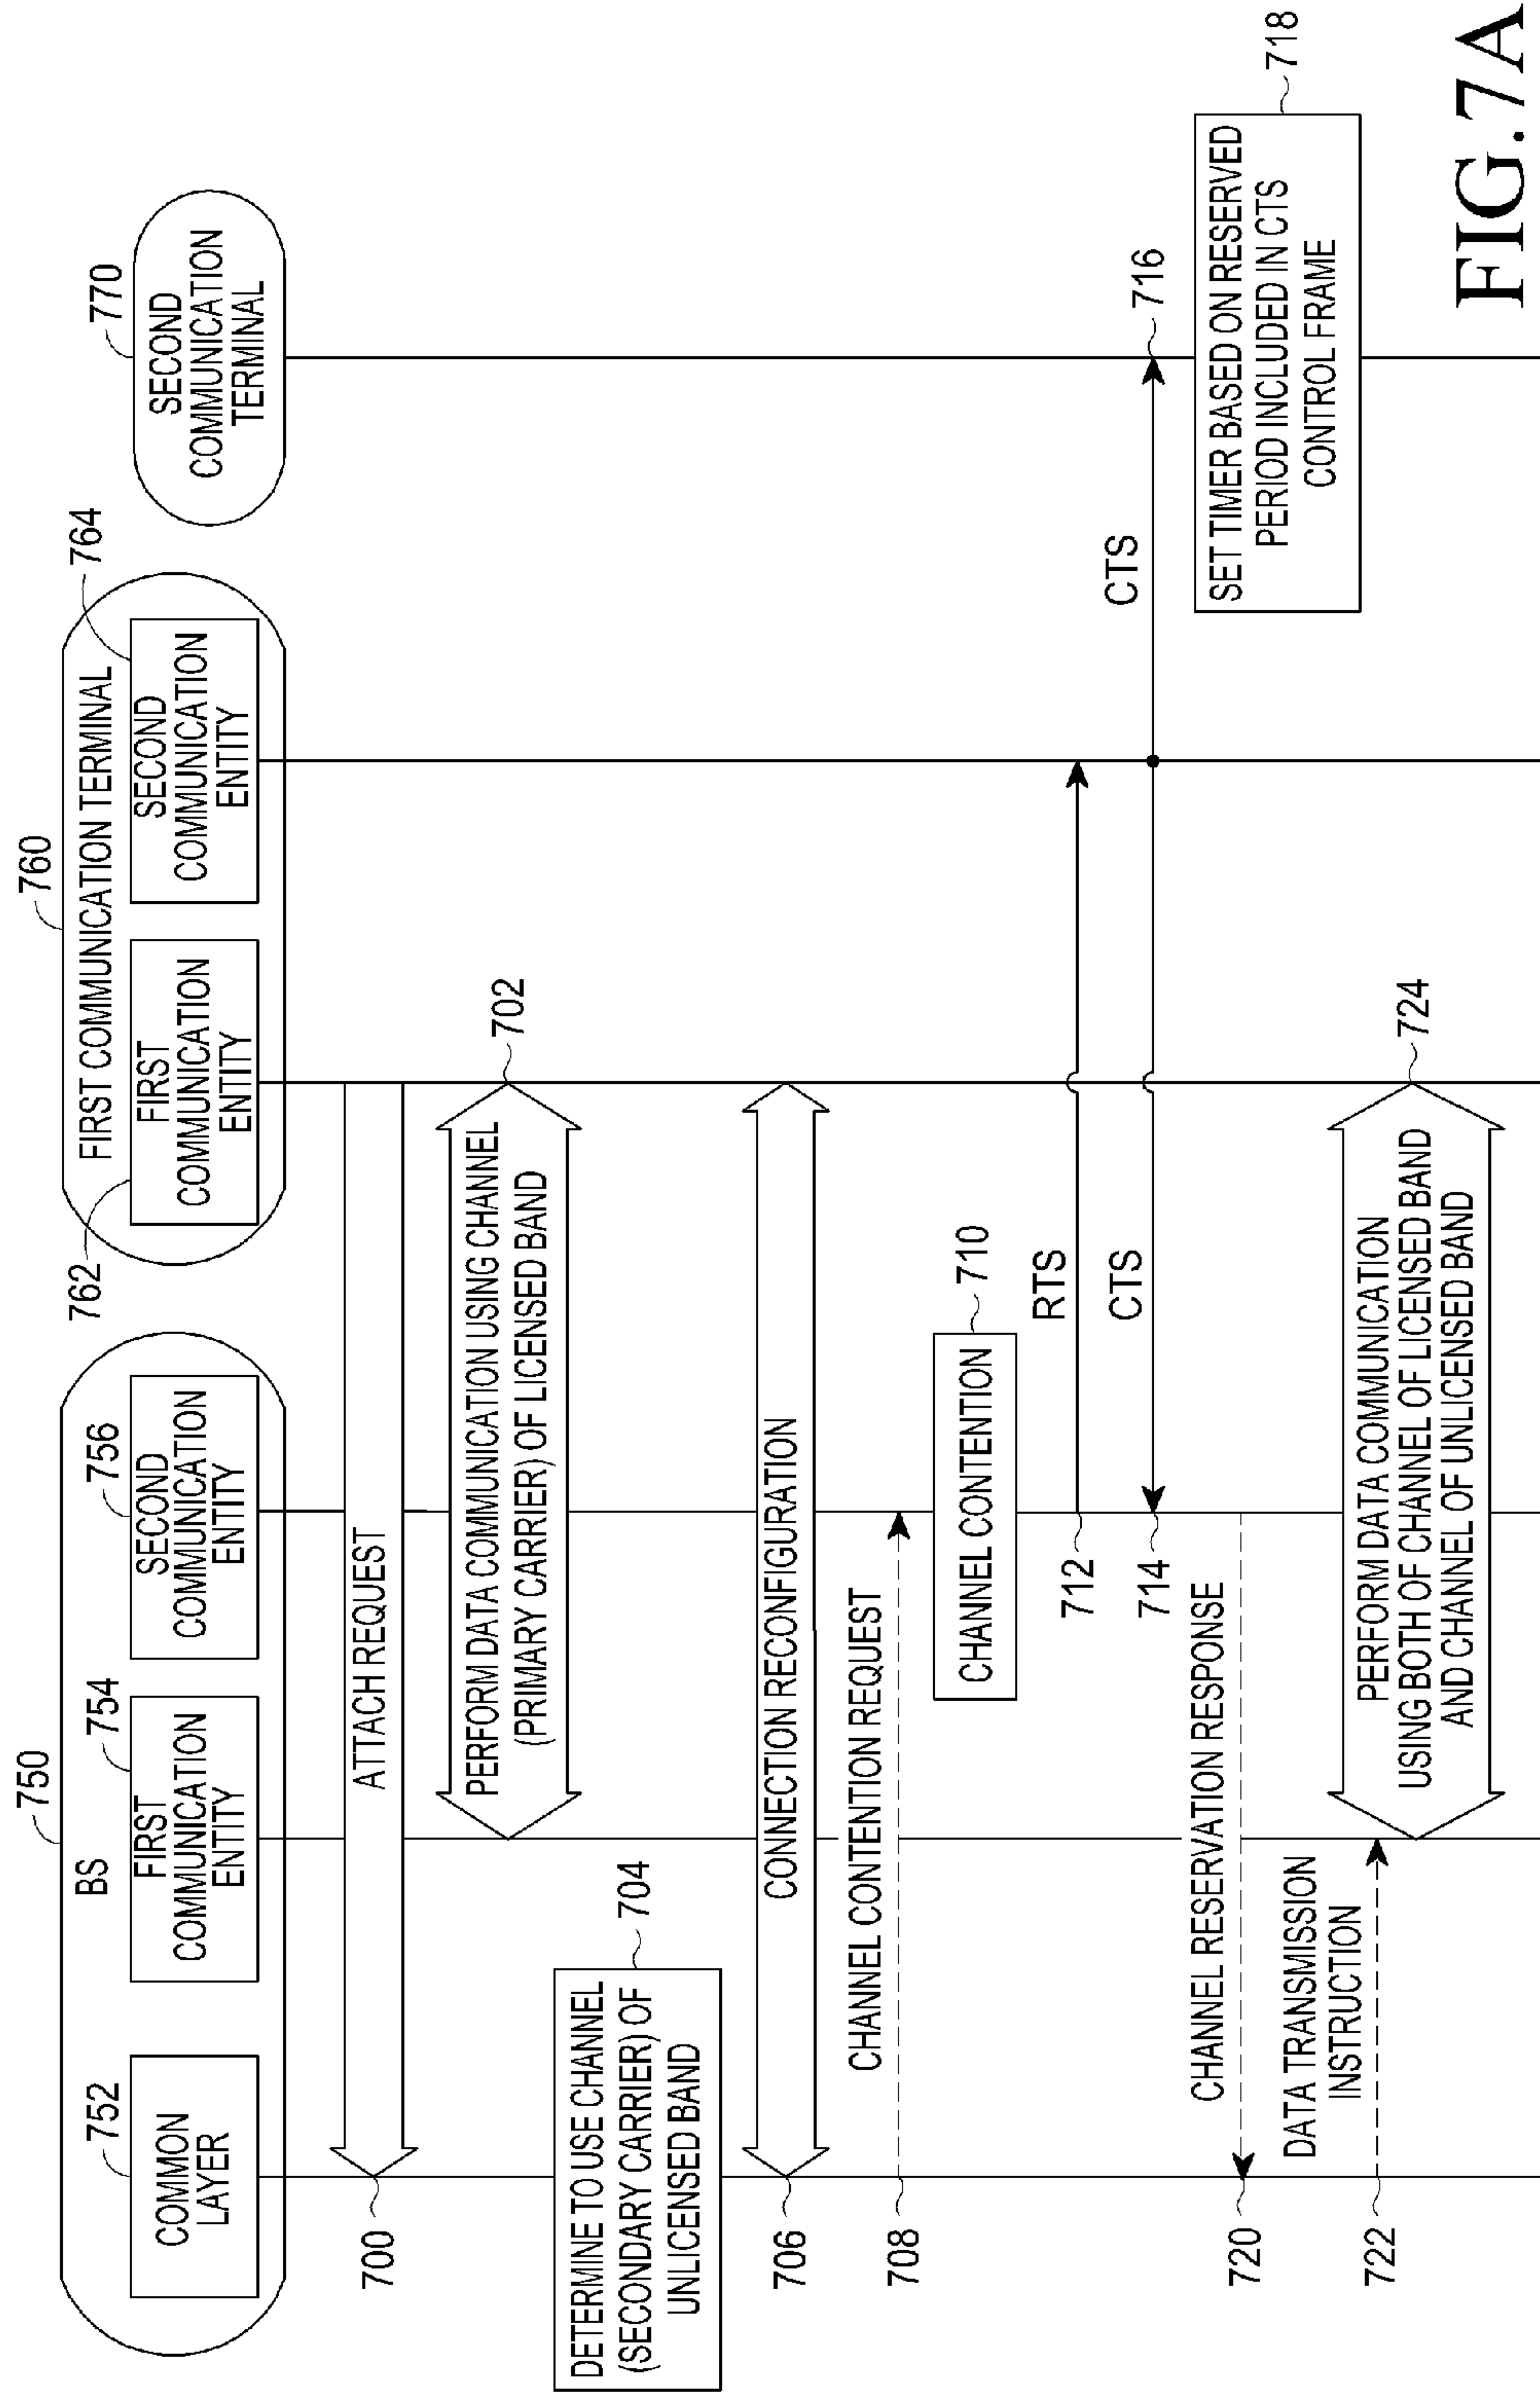 750
BS
752
COMMON
LAYER
754
FIRST
COMMUNICATION
ENTITY
756
SECOND
COMMUNICATION
ENTITY
760
FIRST COMMUNICATION TERMINAL
762
FIRST
COMMUNICATION
ENTITY
764
SECOND
COMMUNICATION
ENTITY
770
SECOND
COMMUNICATION
TERMINAL
700
ATTACH REQUEST
PERFORM DATA COMMUNICATION USING CHANNEL
(PRIMARY CARRIER) OF LICENSED BAND
702
704
DETERMINE TO USE CHANNEL
(SECONDARY CARRIER) OF
UNLICENSED BAND
706
CONNECTION RECONFIGURATION
708
CHANNEL CONTENTION REQUEST
CHANNEL CONTENTION
710
712
RTS
714
CTS
CTS
716
SET TIMER BASED ON RESERVED
PERIOD INCLUDED IN CTS
CONTROL FRAME
718
720
CHANNEL RESERVATION RESPONSE
722
DATA TRANSMISSION
INSTRUCTION
PERFORM DATA COMMUNICATION
USING BOTH OF CHANNEL OF LICENSED BAND
AND CHANNEL OF UNLICENSED BAND
724
FIG.7A